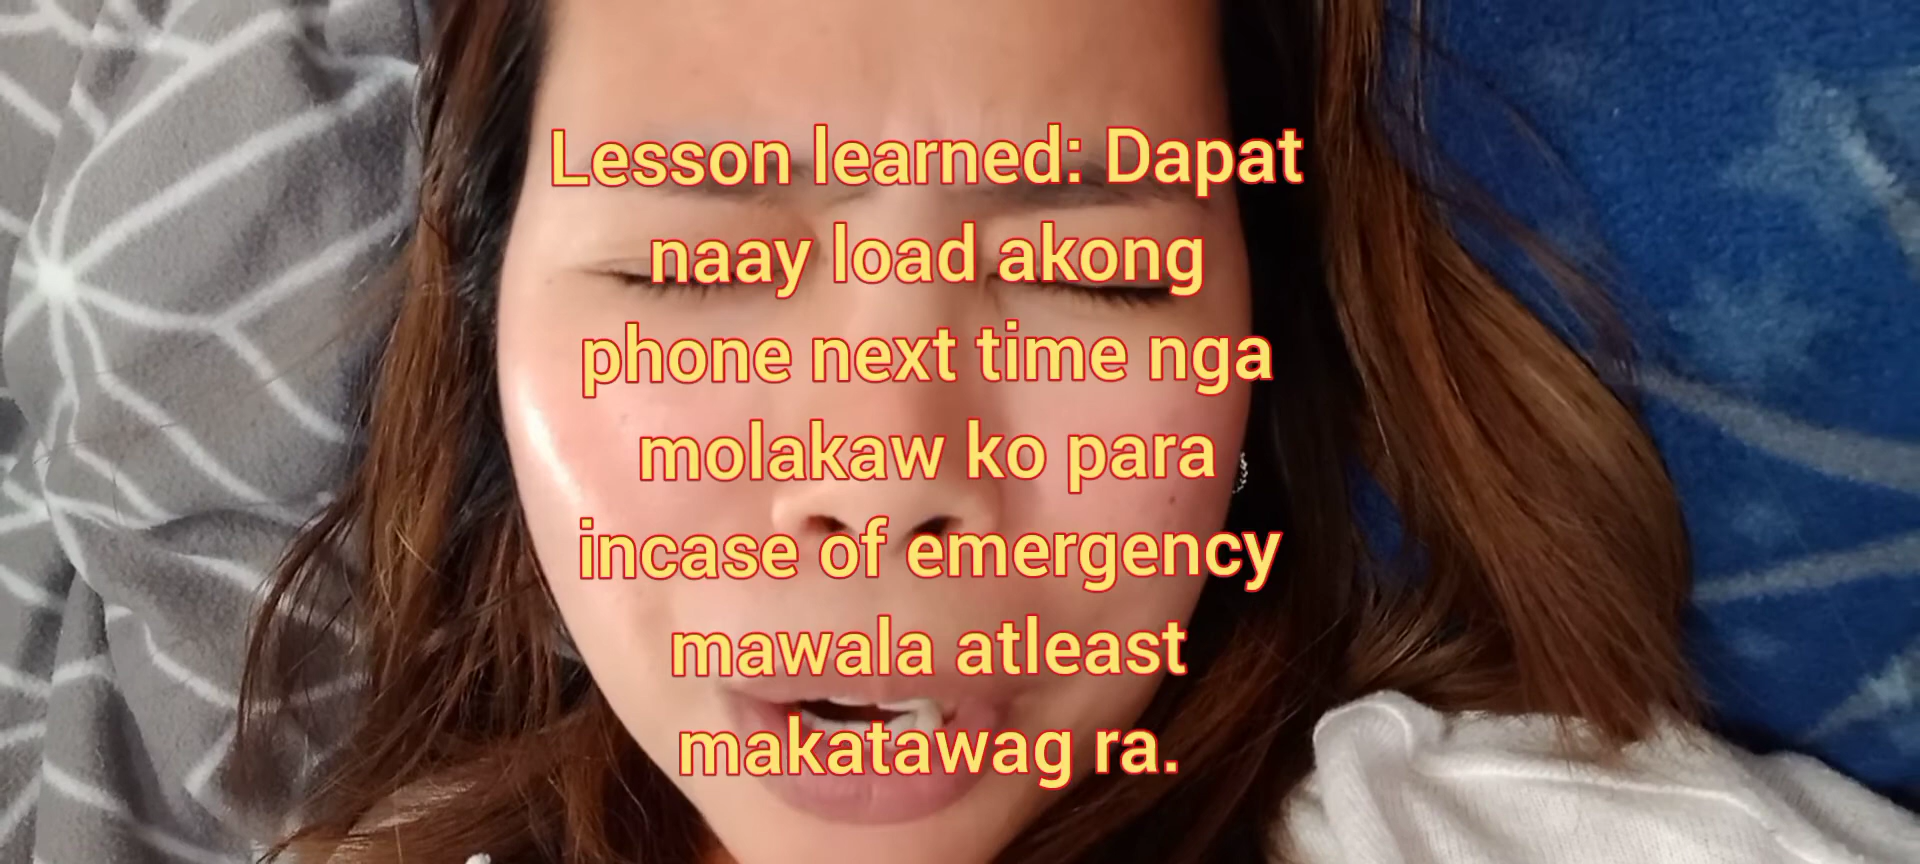 Lesson learned: Dapat
naay load akong
phone next time nga
molakaw ko para
incase of emergency
mawala atleast
makatawag ra.